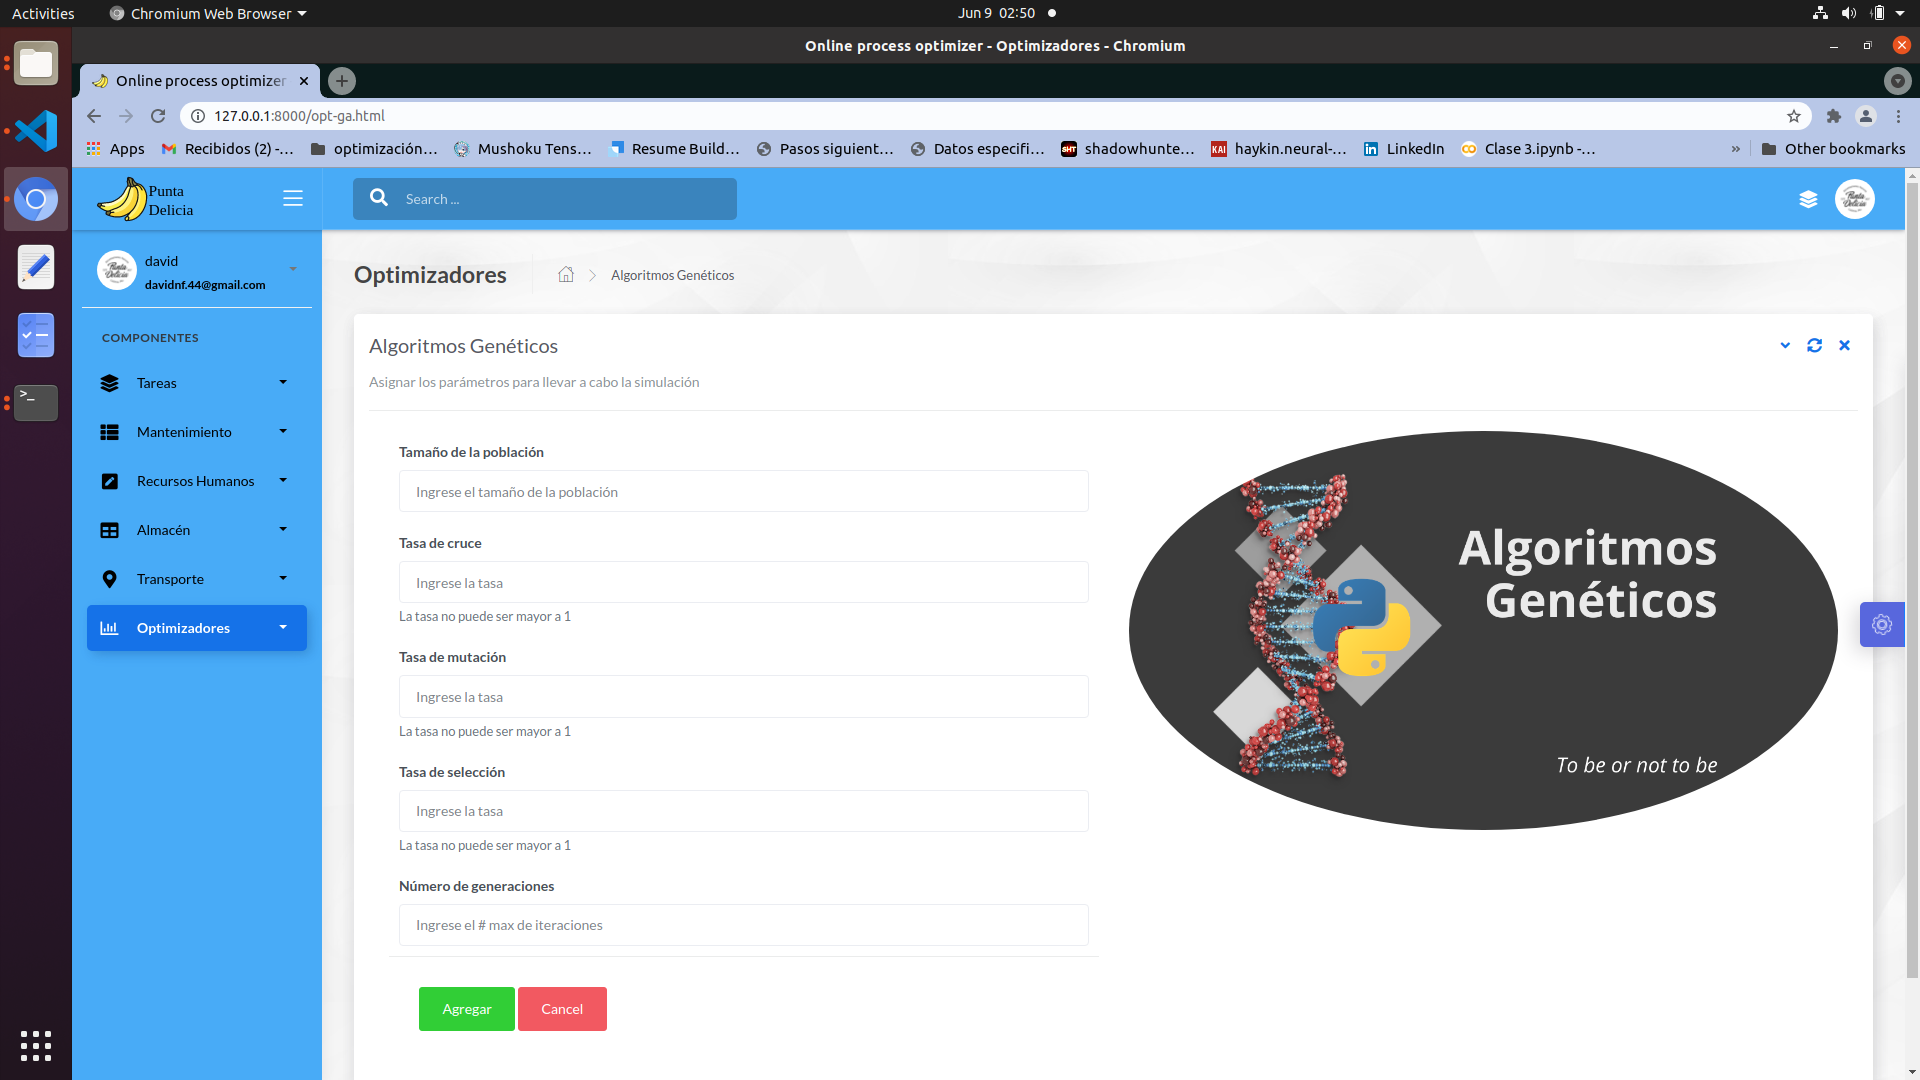 Activities
Chromium Web Browser
Jun 9 02:50
Online process optimizer - Optimizadores - Chromium
Online process optimizer
127.0.0.1:8000/opt-ga.html
Apps
Recibidos (2) -...
optimización...
Mushoku Tens...
Resume Build...
Pasos siguient...
Datos especifi...
SHT
shadowhunte...
KAI
haykin.neural-...
LinkedIn
Clase 3.ipynb -...
»
Other bookmarks
Punta
Delicia
Search ...
david
davidnf.44@gmail.com
Optimizadores
Algoritmos Genéticos
COMPONENTES
Tareas
Mantenimiento
Recursos Humanos
Almacén
Transporte
Optimizadores
Algoritmos Genéticos
Asignar los parámetros para llevar a cabo la simulación
Tamaño de la población
Ingrese el tamaño de la población
Tasa de cruce
Ingrese la tasa
La tasa no puede ser mayor a 1
Tasa de mutación
Ingrese la tasa
La tasa no puede ser mayor a 1
Tasa de selección
Ingrese la tasa
La tasa no puede ser mayor a 1
Número de generaciones
Ingrese el # max de iteraciones
Agregar
Cancel
Algoritmos
Genéticos
To be or not to be